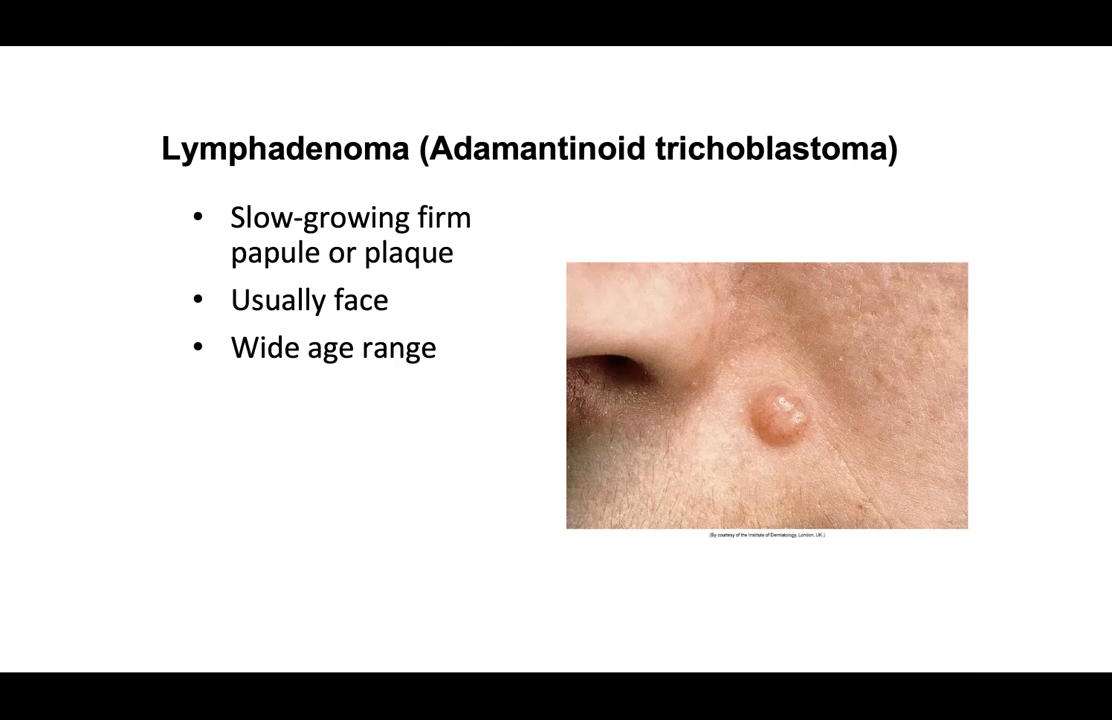 Lymphadenoma (Adamantinoid trichoblastoma)
• Slow-growing firm
papule or plaque
• Usually face
• Wide age range
(By courtesy of the Institute of Dermatology, London, UK.)